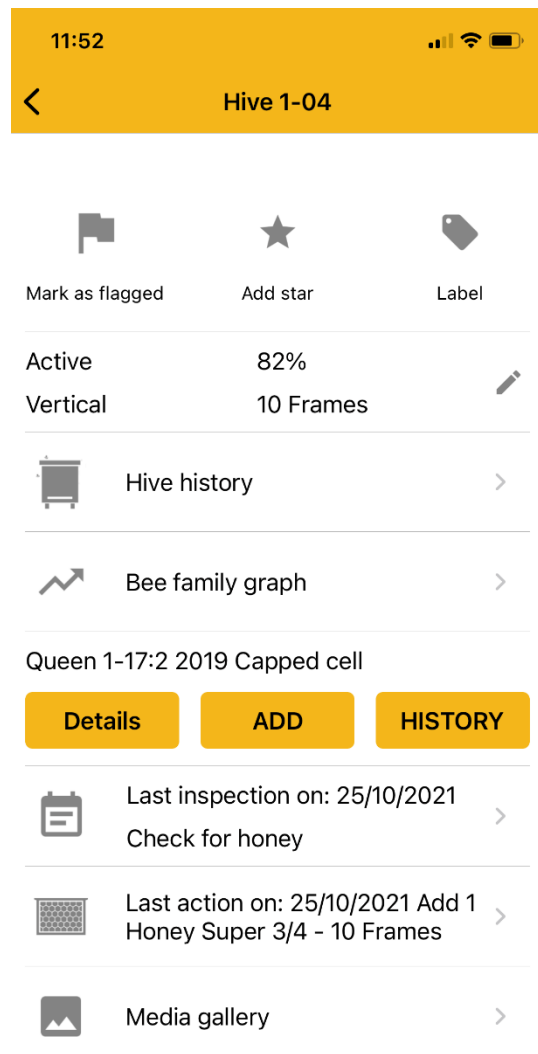 11:52
Hive 1-04
Mark as flagged
Add star
Label
Active 82%
Vertical 10 Frames
Hive history
Bee family graph
Queen 1-17:2 2019 Capped cell
Details ADD HISTORY
Last inspection on: 25/10/2021
Check for honey
Last action on: 25/10/2021 Add 1
Honey Super 3/4 - 10 Frames
Media gallery